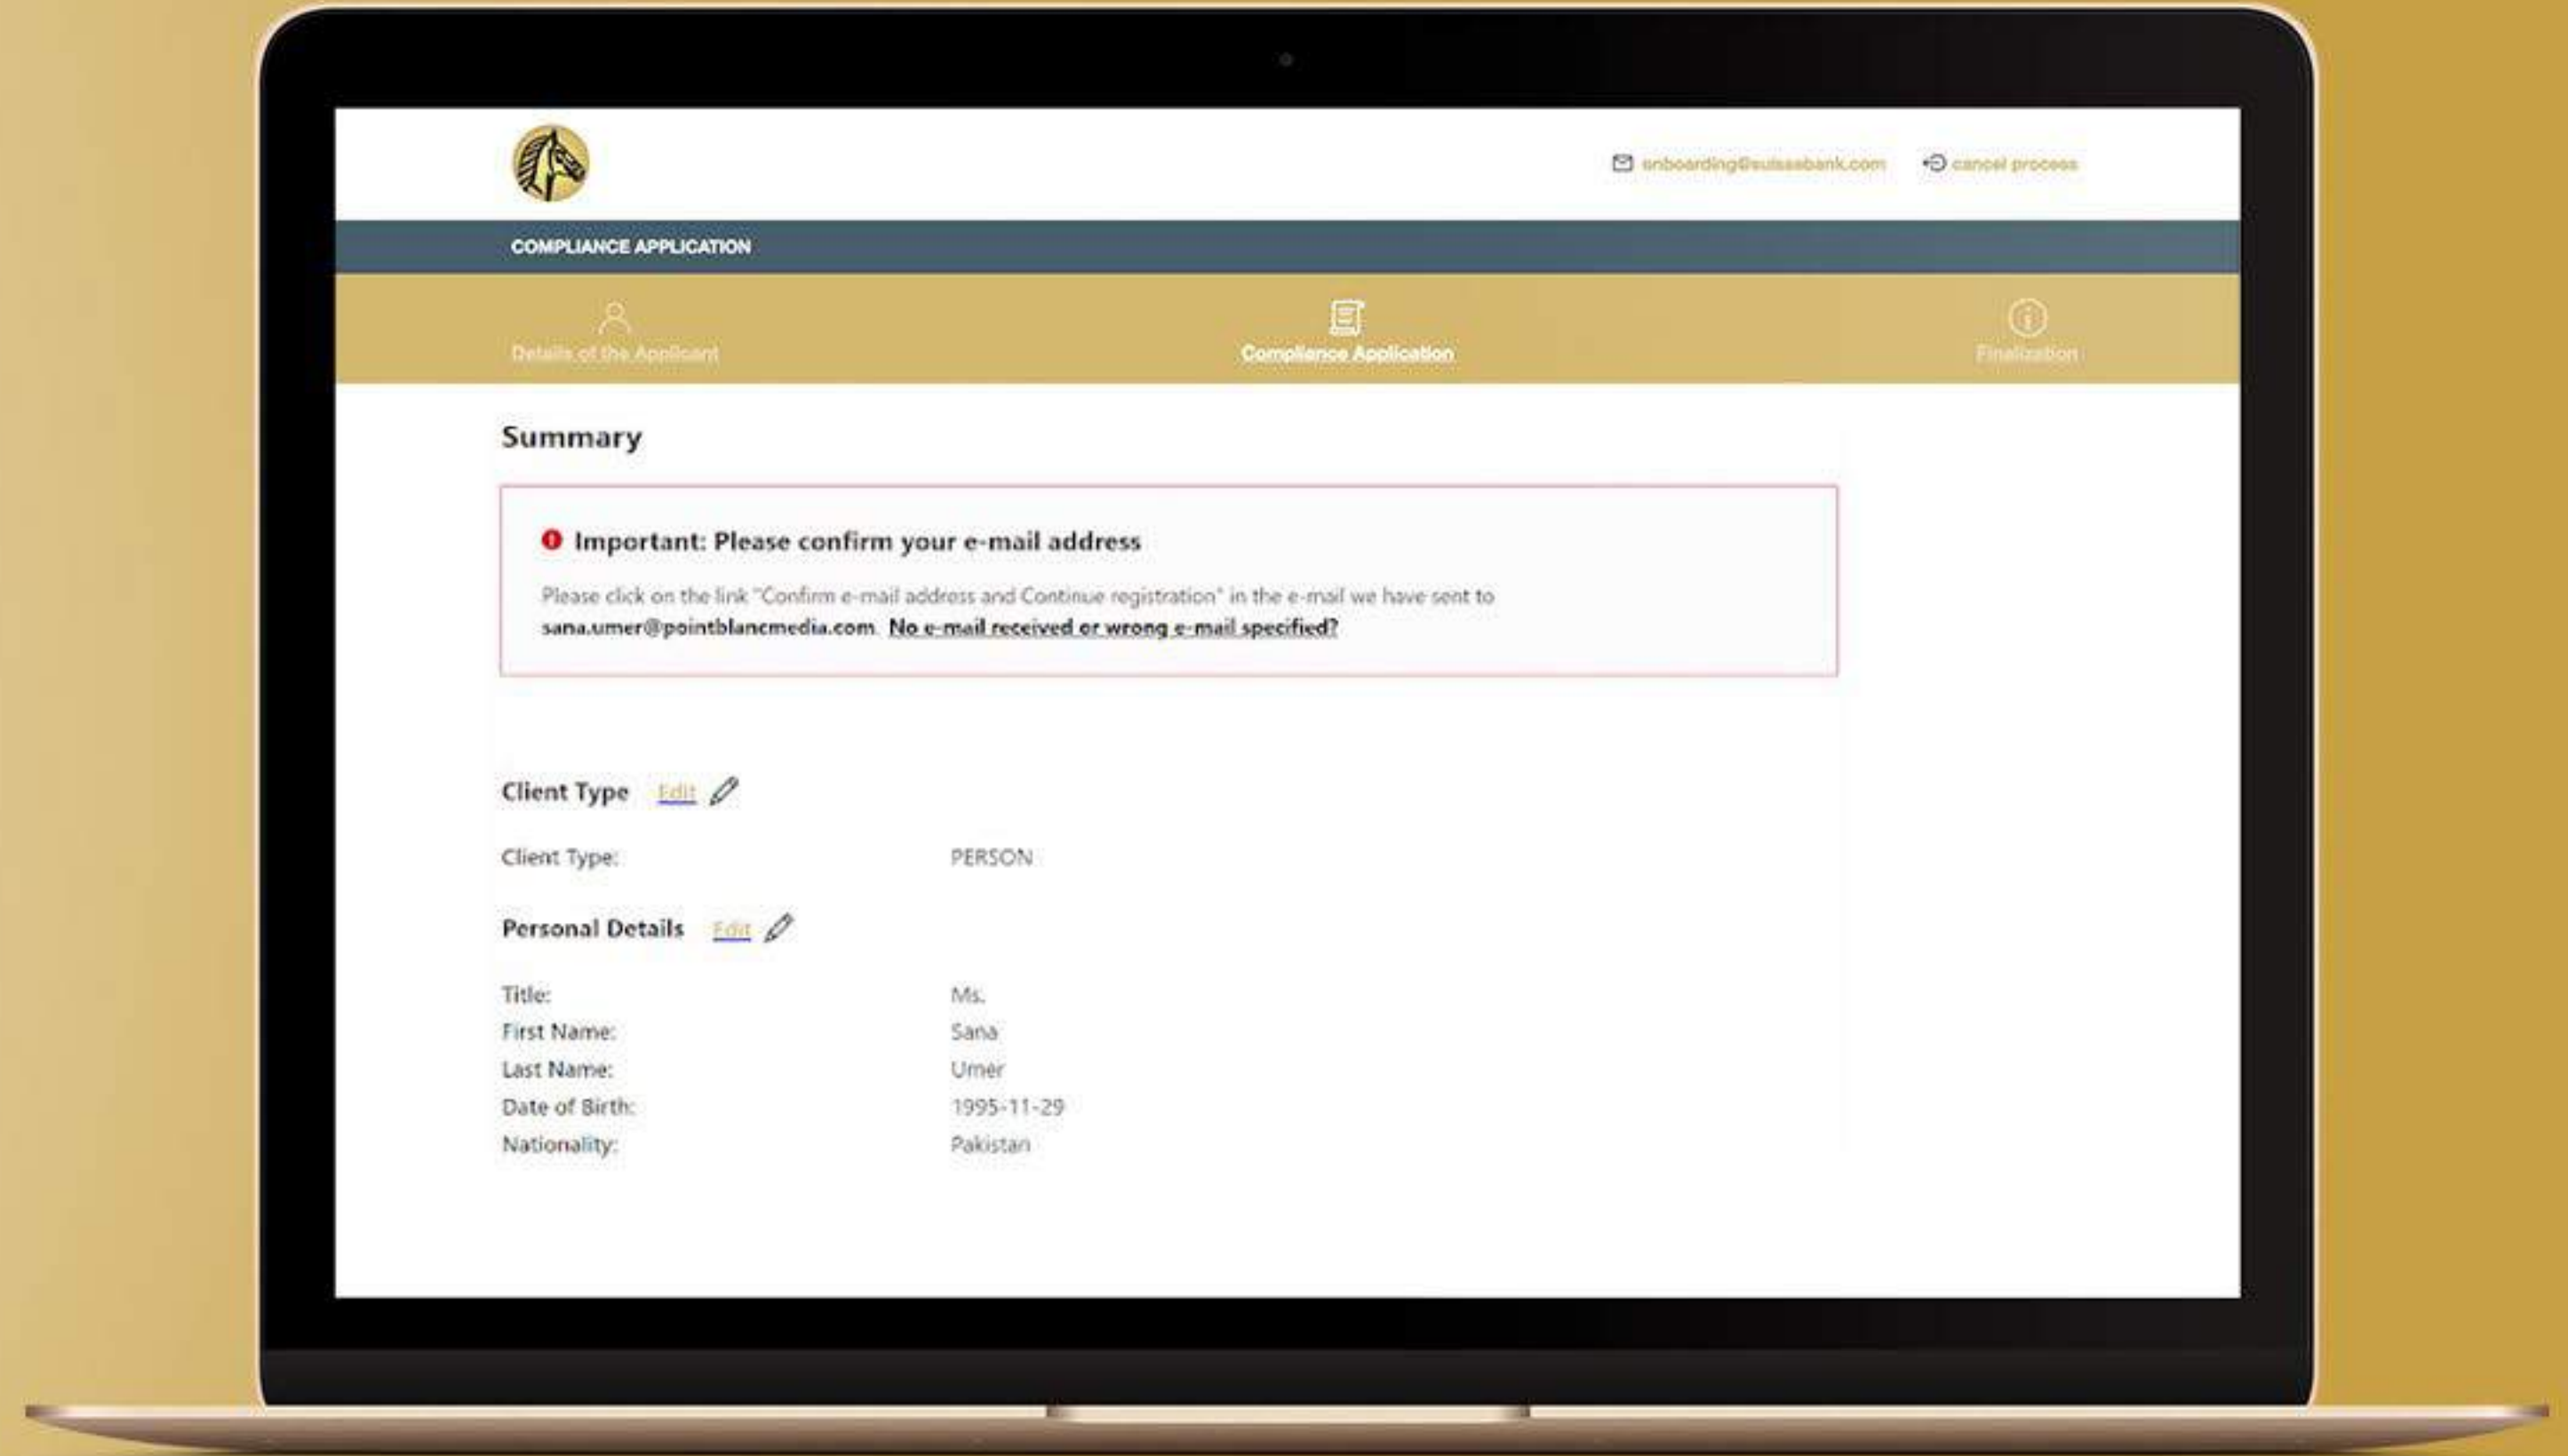 onboarding@suissebank.com cancel process
COMPLIANCE APPLICATION
Details of the Applicant Compliance Application Finalization
Summary
Important: Please confirm your e-mail address
Please click on the link "Confirm e-mail address and Continue registration" in the e-mail we have sent to
sana.umer@pointblancmedia.com. No e-mail received or wrong e-mail specified?
Client Type Edit
Client Type: PERSON
Personal Details Edit
Title: Ms.
First Name: Sana
Last Name: Umer
Date of Birth: 1995-11-29
Nationality: Pakistan